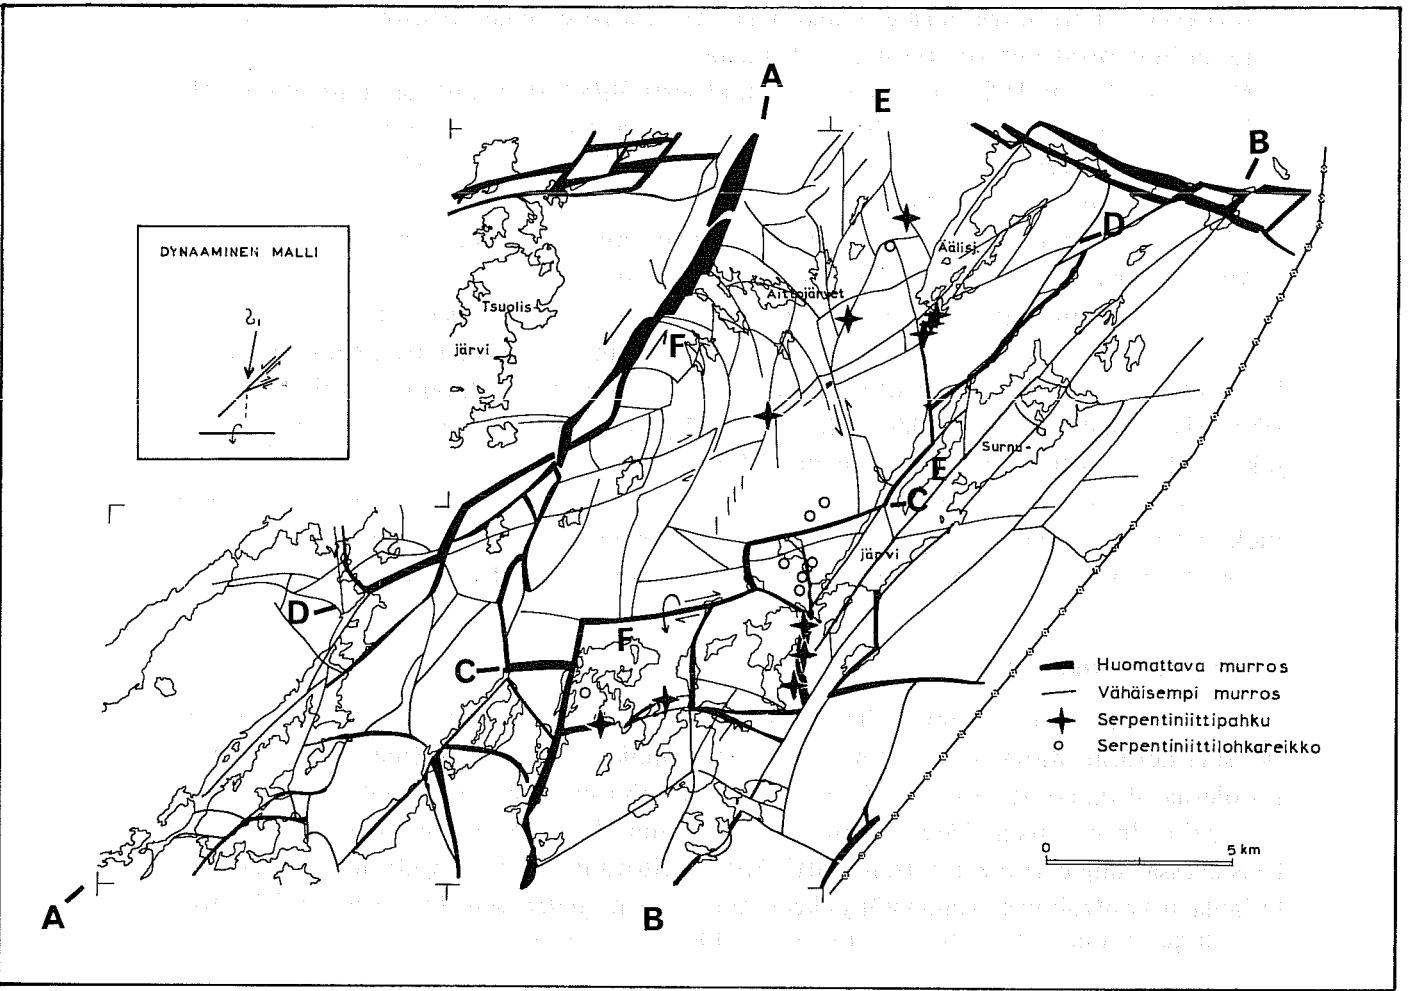 A
E
B
D
DYNAAMINEN MALLI
Äälisj.
Aittojärvet
Tsuolis-
järvi
F
Surnu-
E
C
järvi
D
F
C
Huomattava murros
Vähäisempi murros
Serpentiniittipahku
Serpentiniittilohkareikko
0
5 km
A
B